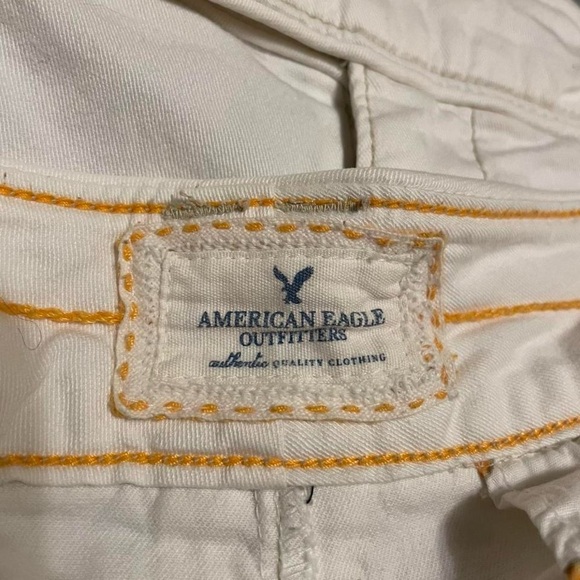 AMERICAN EAGLE
OUTFITTERS
authentic QUALITY CLOTHING